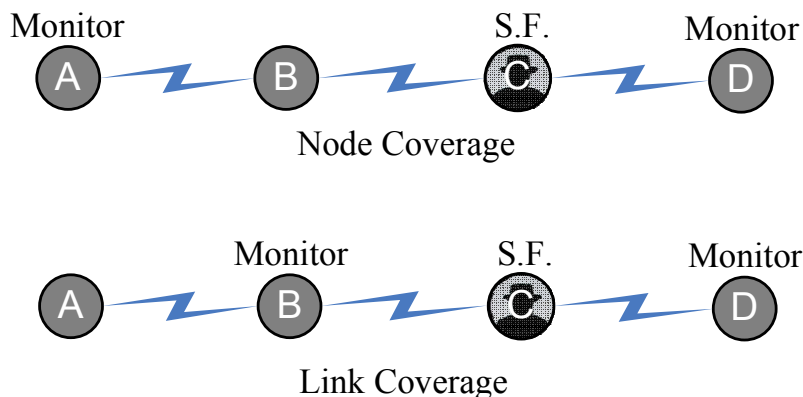 Monitor S.F. Monitor
A B C D
Node Coverage
Monitor S.F. Monitor
A B C D
Link Coverage